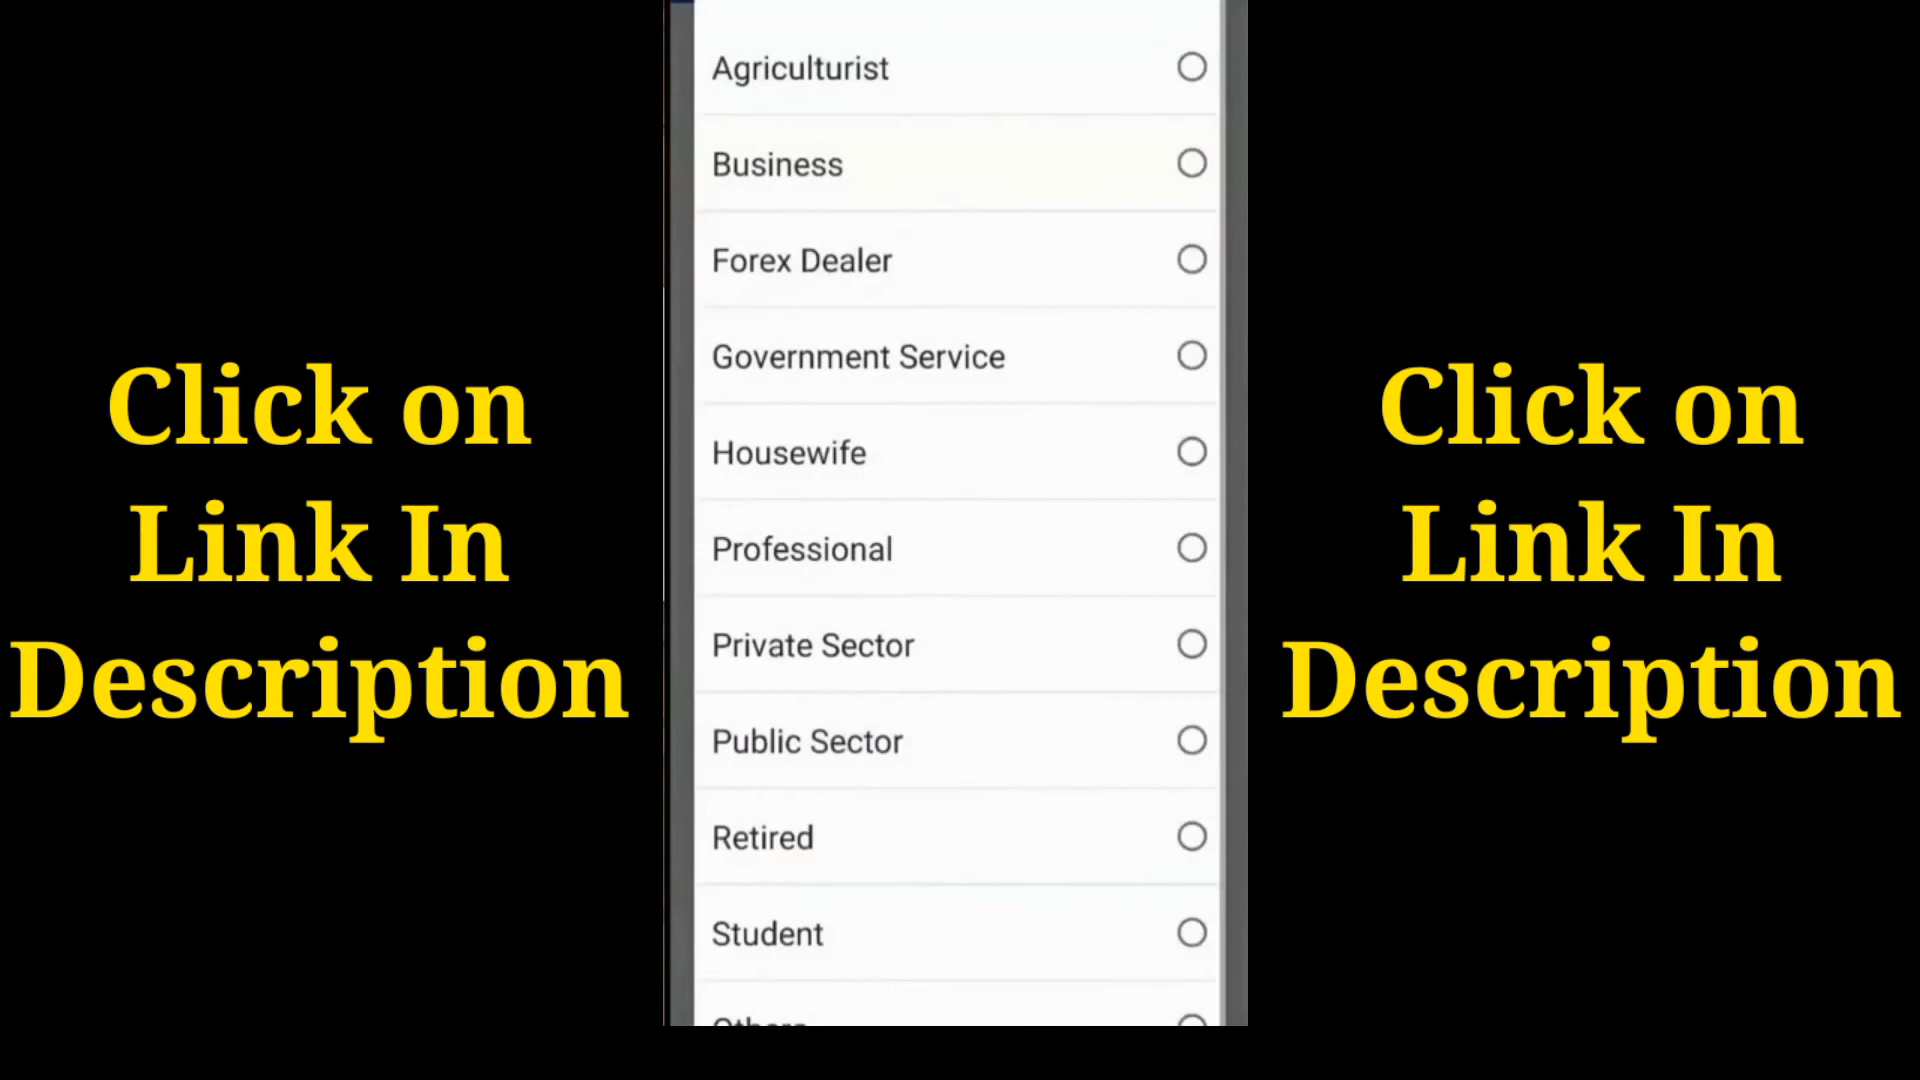 Click on
Link In
Description
Agriculturist
Business
Forex Dealer
Government Service
Housewife
Professional
Private Sector
Public Sector
Retired
Student
Others
Click on
Link In
Description